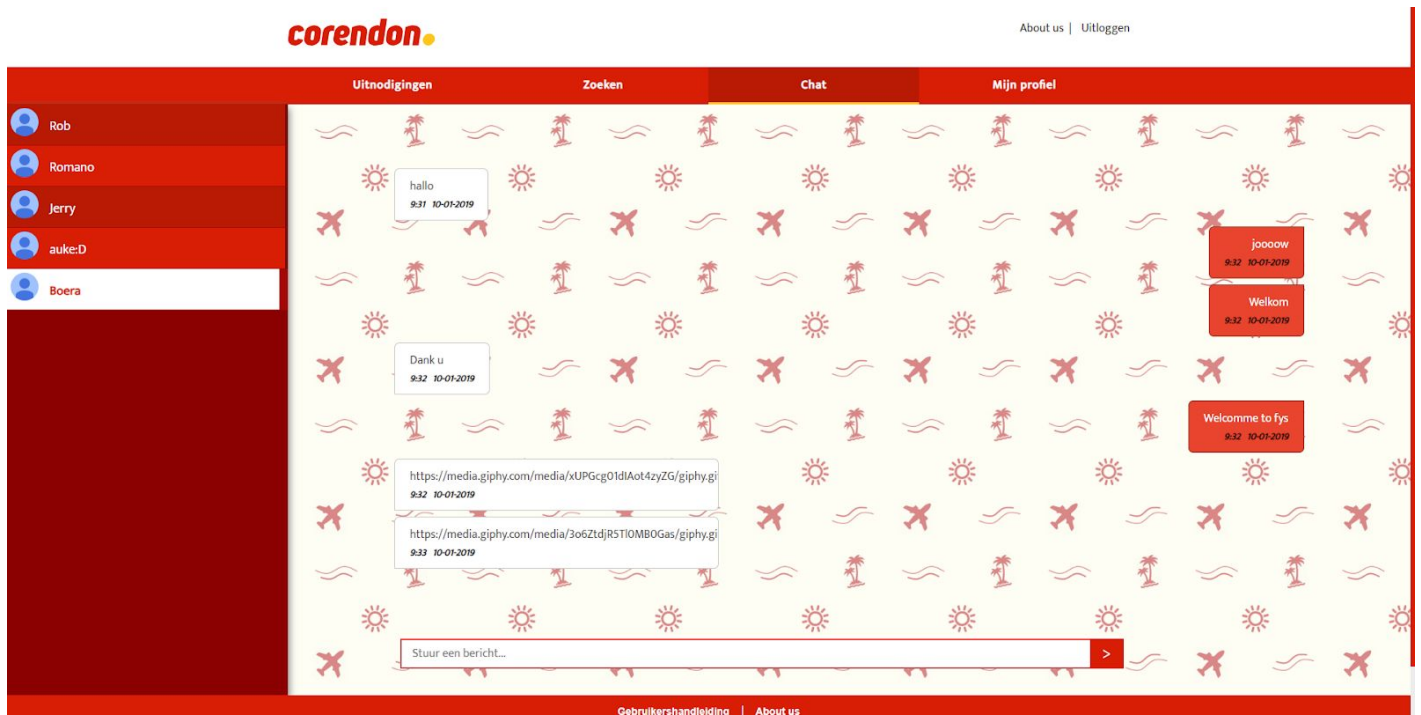 corendon
About us | Uitloggen
Uitnodigingen Zoeken Chat Mijn profiel
Rob
Romano
Jerry
auke:D
Boera
hallo
9:31 10-01-2019
joooow
9:32 10-01-2019
Welkom
9:32 10-01-2019
Dank u
9:32 10-01-2019
Welcomme to fys
9:32 10-01-2019
https://media.giphy.com/media/xUPGcg01dIAot4zyZG/giphy.gi
9:32 10-01-2019
https://media.giphy.com/media/3o6ZtdjR5Tl0MB0Gas/giphy.gi
9:33 10-01-2019
Stuur een bericht...
>
Gebruikershandleiding | About us